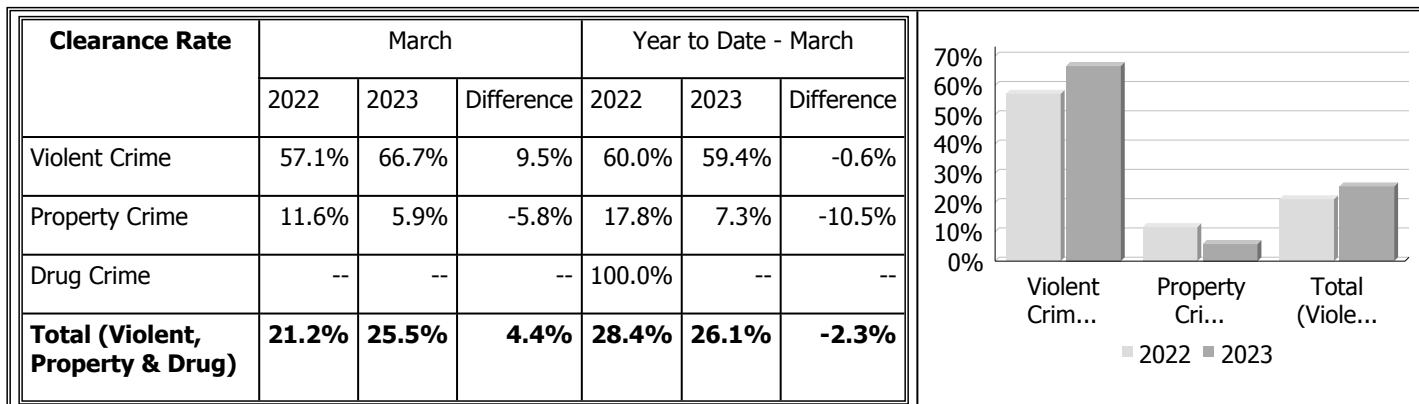 Clearance Rate March Year to Date - March
2022 2023 Difference 2022 2023 Difference
Violent Crime 57.1% 66.7% 9.5% 60.0% 59.4% -0.6%
Property Crime 11.6% 5.9% -5.8% 17.8% 7.3% -10.5%
Drug Crime -- -- -- 100.0% -- --
Total (Violent, 21.2% 25.5% 4.4% 28.4% 26.1% -2.3%
Property & Drug)
70%
60%
50%
40%
30%
20%
10%
0%
Violent Property Total
Crim... Cri... (Viole...
2022 2023